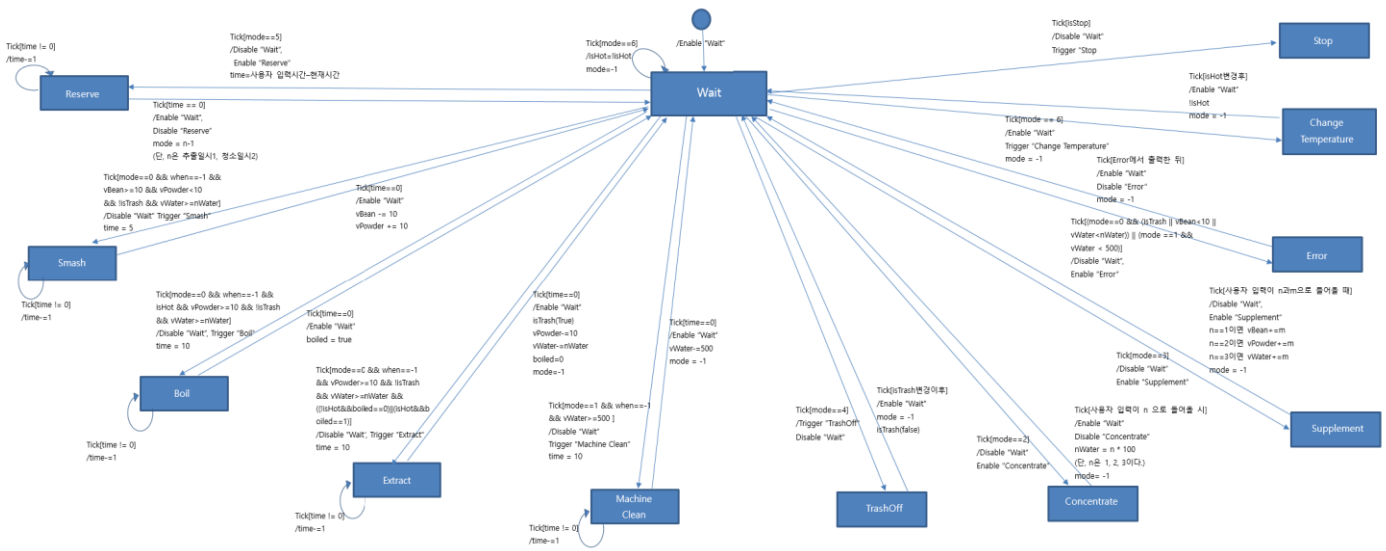 Tick[time != 0]
/time-=1
Reserve
Tick[mode==5]
/Disable "Wait",
Enable "Reserve"
time=사용자 입력시간-현재시간
Tick[time == 0]
/Enable "Wait",
Disable "Reserve"
mode = n-1
(단, n은 추출일시1, 청소일시2)
Tick[mode==6]
/isHot=!isHot
mode=-1
/Enable "Wait"
Wait
Tick[isStop]
/Disable "Wait"
Trigger "Stop
Stop
Tick[isHot변경후]
/Enable "Wait"
!isHot
mode = -1
Change
Temperature
Tick[mode == 6]
/Enable "Wait"
Trigger "Change Temperature"
mode = -1
Tick[Error에서 출력한 뒤]
/Enable "Wait"
Disable "Error"
mode = -1
Tick[(mode==0 && (isTrash || vBean<10 ||
vWater<nWater)) || (mode ==1 &&
vWater < 500)]
/Disable "Wait",
Enable "Error"
Error
Tick[mode==0 && when==-1 &&
vBean>=10 && vPowder<10
&& !isTrash && vWater>=nWater]
/Disable "Wait" Trigger "Smash"
time = 5
Tick[time==0]
/Enable "Wait"
vBean -= 10
vPowder += 10
Smash
Tick[time != 0]
/time-=1
Tick[mode==0 && when==-1 &&
isHot && vPowder>=10 && !isTrash
&& vWater>=nWater]
/Disable "Wait", Trigger "Boil"
time = 10
Tick[time==0]
/Enable "Wait"
boiled = true
Boil
Tick[time != 0]
/time-=1
Tick[mode==0 && when==-1
&& vPowder>=10 && !isTrash
&& vWater>=nWater &&
((!isHot&&boiled==0)||(isHot&&b
oiled==1)]
/Disable "Wait", Trigger "Extract"
time = 10
Tick[time==0]
/Enable "Wait"
isTrash(True)
vPowder-=10
vWater-=nWater
boiled=0
mode=-1
Extract
Tick[time != 0]
/time-=1
Tick[time==0]
/Enable "Wait"
vWater-=500
mode = -1
Tick[mode==1 && when==-1
&& vWater>=500 ]
/Disable "Wait"
Trigger "Machine Clean"
time = 10
Machine
Clean
Tick[time != 0]
/time-=1
Tick[mode==4]
/Trigger "TrashOff"
Disable "Wait"
Tick[isTrash변경이후]
/Enable "Wait"
mode = -1
isTrash(false)
TrashOff
Tick[mode==2]
/Disable "Wait"
Enable "Concentrate"
Tick[사용자 입력이 n 으로 들어올 시]
/Enable "Wait"
Disable "Concentrate"
nWater = n * 100
(단, n은 1, 2, 3이다.)
mode= -1
Concentrate
Tick[mode==3]
/Disable "Wait"
Enable "Supplement"
Tick[사용자 입력이 n과m으로 들어올 때]
/Disable "Wait",
Enable "Supplement"
n==1이면 vBean+=m
n==2이면 vPowder+=m
n==3이면 vWater+=m
mode = -1
Supplement